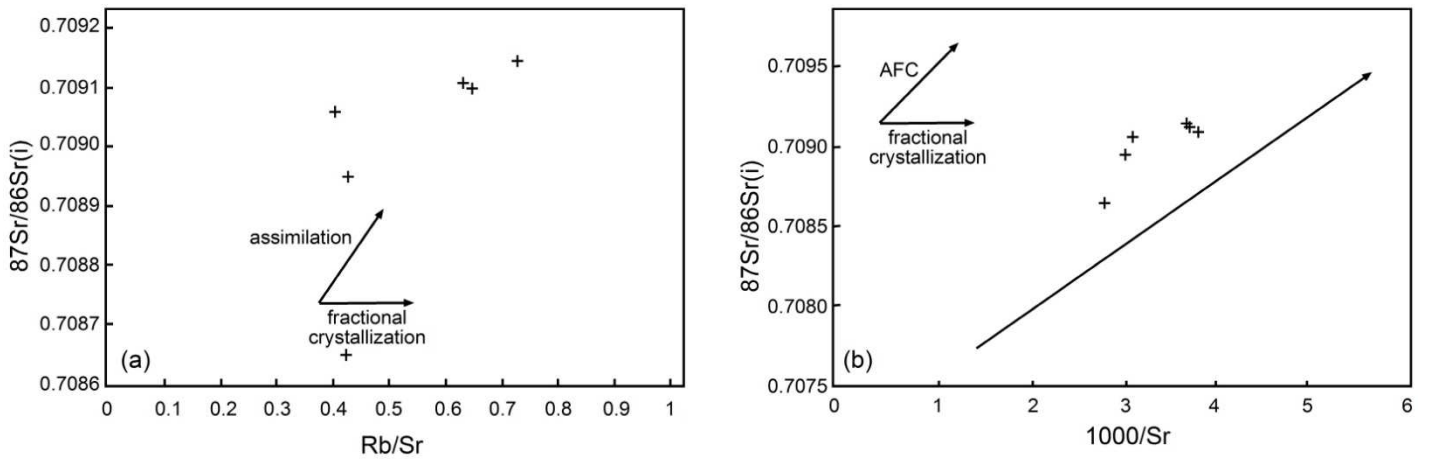 0.7092
0.7091
0.7090
0.7089
0.7088
0.7087
0.7086
87Sr/86Sr(i)
assimilation
fractional
crystallization
(a)
0 0.1 0.2 0.3 0.4 0.5 0.6 0.7 0.8 0.9 1
Rb/Sr
0.7095
0.7090
0.7085
0.7080
0.7075
87Sr/86Sr(i)
AFC
fractional
crystallization
(b)
0 1 2 3 4 5 6
1000/Sr